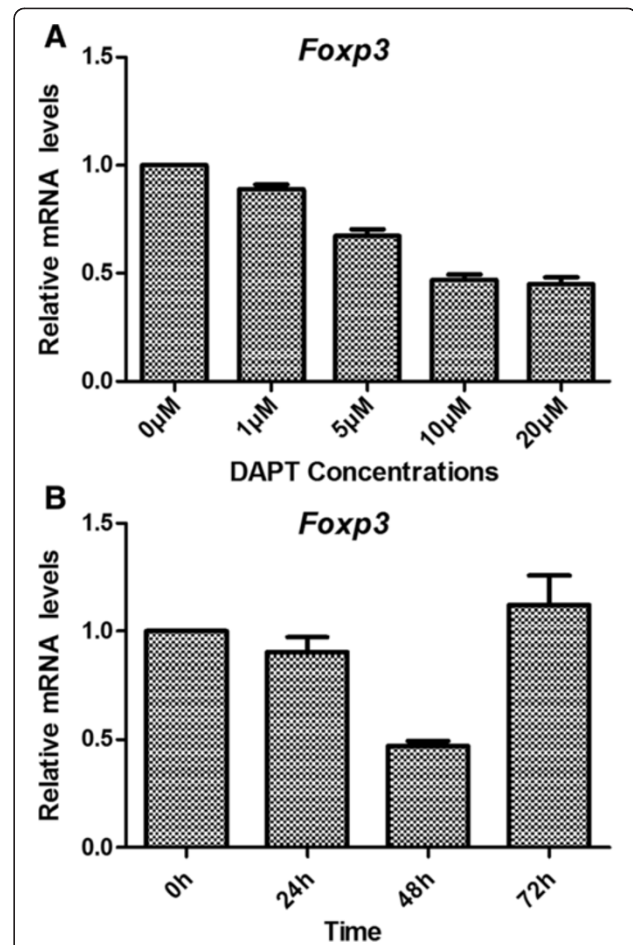 A
Foxp3
Relative mRNA levels
1.5
1.0
0.5
0.0
0µM
1µM
5µM
10µM
20µM
DAPT Concentrations
B
Foxp3
Relative mRNA levels
1.5
1.0
0.5
0.0
0h
24h
48h
72h
Time